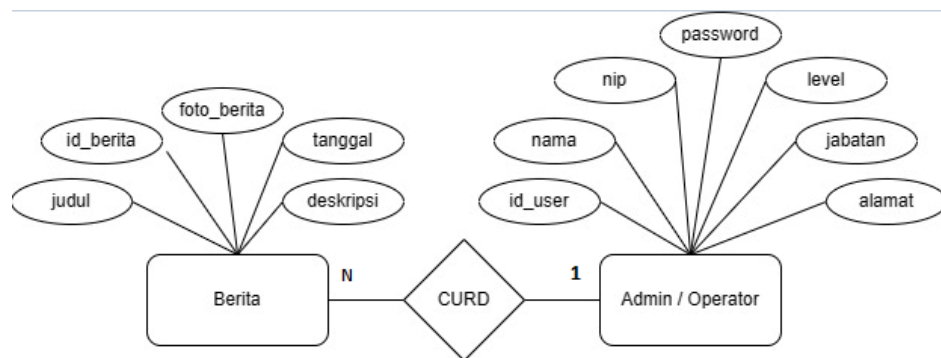 password
nip
level
foto_berita
id_berita
tanggal
nama
jabatan
judul
deskripsi
id_user
alamat
N
1
Berita
CURD
Admin / Operator